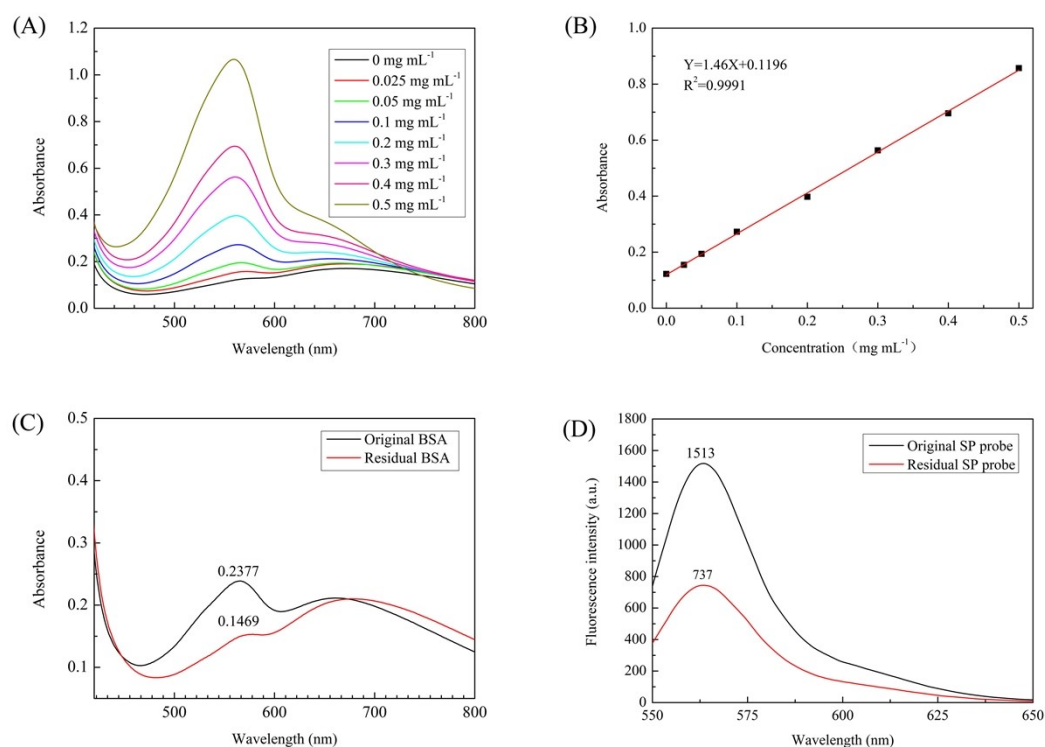 (A)
1.2
1.0
0.8
0.6
0.4
0.2
0.0
Absorbance
500
600
700
800
Wavelength (nm)
0 mg mL⁻¹
0.025 mg mL⁻¹
0.05 mg mL⁻¹
0.1 mg mL⁻¹
0.2 mg mL⁻¹
0.3 mg mL⁻¹
0.4 mg mL⁻¹
0.5 mg mL⁻¹
(B)
1.0
0.8
0.6
0.4
0.2
0.0
Absorbance
Y=1.46X+0.1196
R²=0.9991
0.0
0.1
0.2
0.3
0.4
0.5
Concentration（mg mL⁻¹）
(C)
0.5
0.4
0.3
0.2
0.1
Absorbance
Original BSA
Residual BSA
0.2377
0.1469
500
600
700
800
Wavelength (nm)
(D)
1800
1600
1400
1200
1000
800
600
400
200
0
Fluorescence intensity (a.u.)
Original SP probe
Residual SP probe
1513
737
550
575
600
625
650
Wavelength (nm)